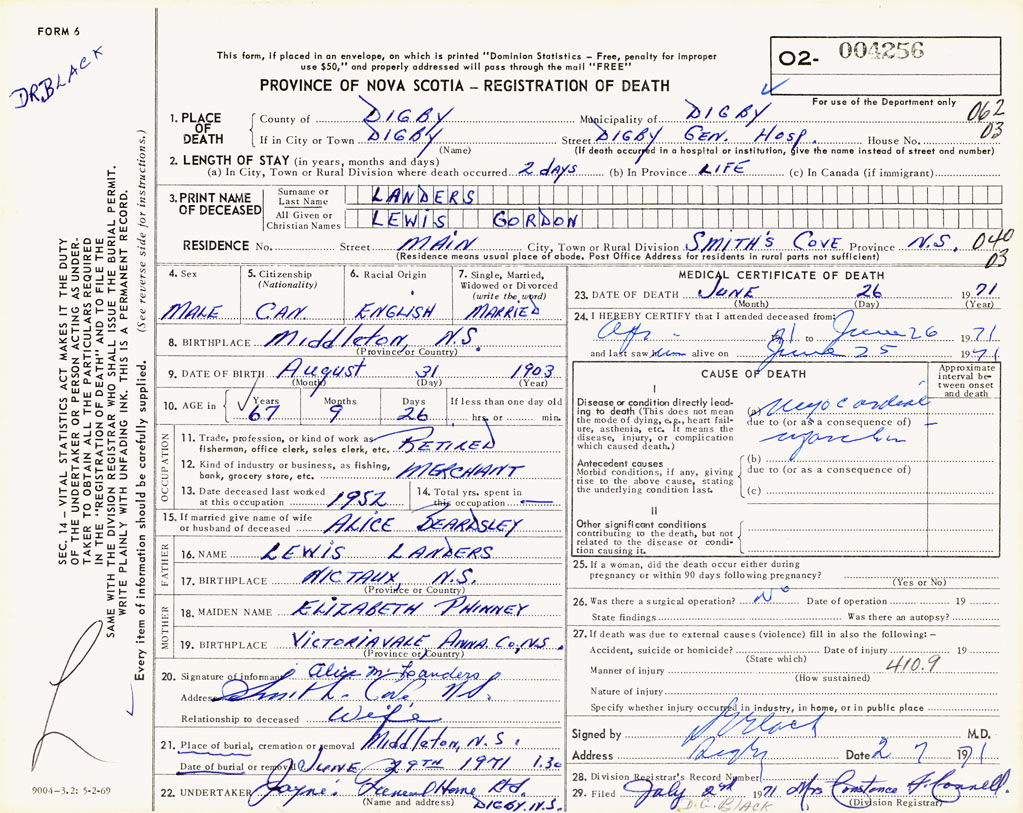 FORM 6
DR. BLACK
This form, if placed in an envelope, on which is printed "Dominion Statistics – Free, penalty for improper
use $50," and properly addressed will pass through the mail "FREE"
02- 004256
PROVINCE OF NOVA SCOTIA – REGISTRATION OF DEATH
For use of the Department only
062
03
1. PLACE OF DEATH County of DIGBY Municipality of DIGBY
If in City or Town DIGBY Street DIGBY GEN. HOSP. House No.
(Name) (If death occurred in a hospital or institution, give the name instead of street and number)
2. LENGTH OF STAY (in years, months and days)
(a) In City, Town or Rural Division where death occurred 2 days (b) In Province LIFE (c) In Canada (if immigrant)
3. PRINT NAME OF DECEASED Surname or Last Name LANDERS
All Given or Christian Names LEWIS GORDON
RESIDENCE No. Street MAIN City, Town or Rural Division SMITH'S COVE Province N.S.
040
03
(Residence means usual place of abode. Post Office Address for residents in rural parts not sufficient)
4. Sex MALE
5. Citizenship (Nationality) CAN
6. Racial Origin ENGLISH
7. Single, Married, Widowed or Divorced (write the word) MARRIED
8. BIRTHPLACE Middleton, N.S.
(Province or Country)
9. DATE OF BIRTH August 31 1903
(Month) (Day) (Year)
10. AGE in Years 67 Months 9 Days 26 If less than one day old hrs. or min.
OCCUPATION
11. Trade, profession, or kind of work as fisherman, office clerk, sales clerk, etc. RETIRED
12. Kind of industry or business, as fishing, bank, grocery store, etc. MERCHANT
13. Date deceased last worked at this occupation 1952
14. Total yrs. spent in this occupation —
15. If married give name of wife or husband of deceased ALICE BEARDSLEY
FATHER
16. NAME LEWIS LANDERS
17. BIRTHPLACE NICTAUX, N.S.
(Province or Country)
MOTHER
18. MAIDEN NAME ELIZABETH PHINNEY
19. BIRTHPLACE VICTORIAVALE ANNA. CO., N.S.
(Province or Country)
20. Signature of informant Alice M Landers
Address Smith's Cove N.S.
Relationship to deceased Wife
21. Place of burial, cremation or removal Middleton, N.S.
Date of burial or removal JUNE 29TH 1971 1.30
22. UNDERTAKER Jayne's Funeral Home Ltd.
(Name and address) DIGBY, N.S.
MEDICAL CERTIFICATE OF DEATH
23. DATE OF DEATH JUNE 26 1971
(Month) (Day) (Year)
24. I HEREBY CERTIFY that I attended deceased from:
to June 26 1971
and last saw him alive on June 25 1971
CAUSE OF DEATH
Approximate interval between onset and death
I
Disease or condition directly leading to death (This does not mean the mode of dying, e.g., heart failure, asthenia, etc. It means the disease, injury, or complication which caused death.)
(a) Myocardial
due to (or as a consequence of)
Antecedent causes
Morbid conditions, if any, giving rise to the above cause, stating the underlying condition last.
(b)
due to (or as a consequence of)
(c)
II
Other significant conditions contributing to the death, but not related to the disease or condition causing it.
25. If a woman, did the death occur either during pregnancy or within 90 days following pregnancy?
(Yes or No)
26. Was there a surgical operation? No Date of operation 19
State findings Was there an autopsy?
27. If death was due to external causes (violence) fill in also the following: –
Accident, suicide or homicide? Date of injury 19
(State which)
Manner of injury 410.9
(How sustained)
Nature of injury
Specify whether injury occurred in industry, in home, or in public place
Signed by M.D.
Address Digby Date 2 7 1971
28. Division Registrar's Record Number
29. Filed July 2nd 1971 Mrs Constance A. Connell.
D.G. BLACK (Division Registrar)
SEC. 14 – VITAL STATISTICS ACT MAKES IT THE DUTY
OF THE UNDERTAKER OR PERSON ACTING AS UNDER-
TAKER TO OBTAIN ALL THE PARTICULARS REQUIRED
IN THE "REGISTRATION OF DEATH" AND TO FILE THE
SAME WITH THE DIVISION REGISTRAR WHO SHALL ISSUE THE BURIAL PERMIT.
WRITE PLAINLY WITH UNFADING INK. THIS IS A PERMANENT RECORD.
Every item of information should be carefully supplied. (See reverse side for instructions.)
9004-3.2: 5-2-69